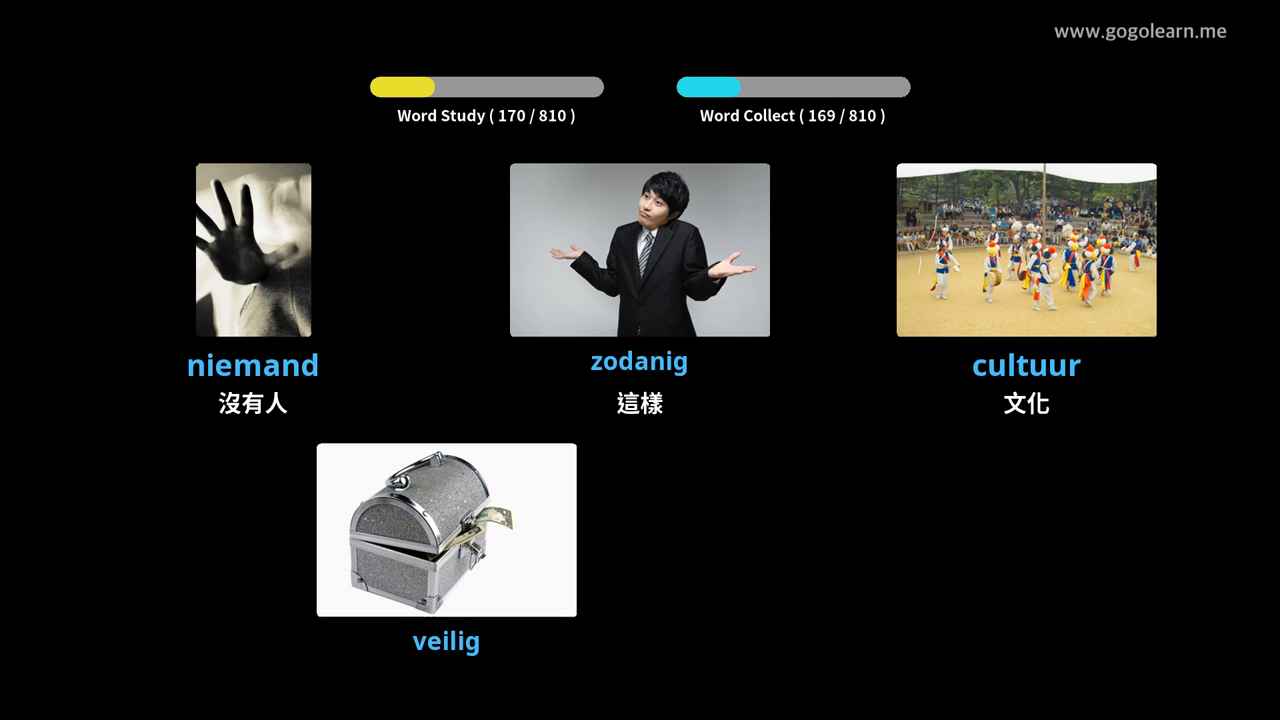 www.gogolearn.me
Word Study ( 170 / 810 )
Word Collect ( 169 / 810 )
niemand
zodanig
cultuur
沒有人
這樣
文化
veilig